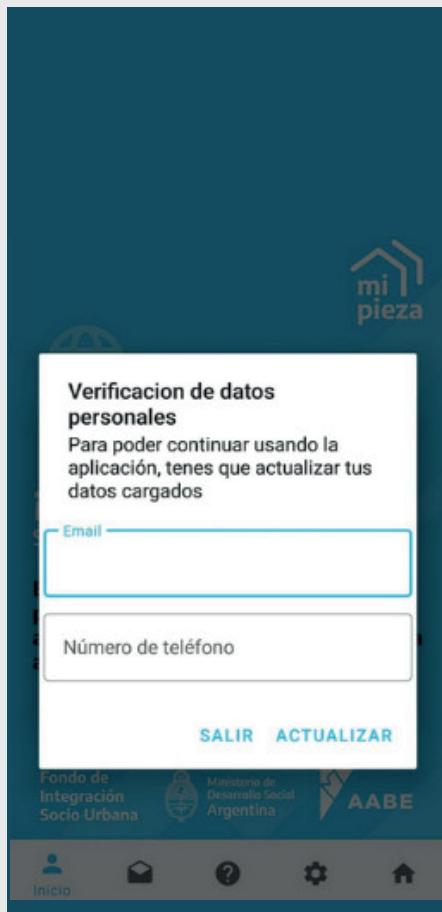 mi
pieza
Verificacion de datos
personales
Para poder continuar usando la
aplicación, tenes que actualizar tus
datos cargados
Email
Número de teléfono
SALIR ACTUALIZAR
Fondo de
Integración
Socio Urbana
Ministerio de
Desarrollo Social
Argentina
AABE
Inicio